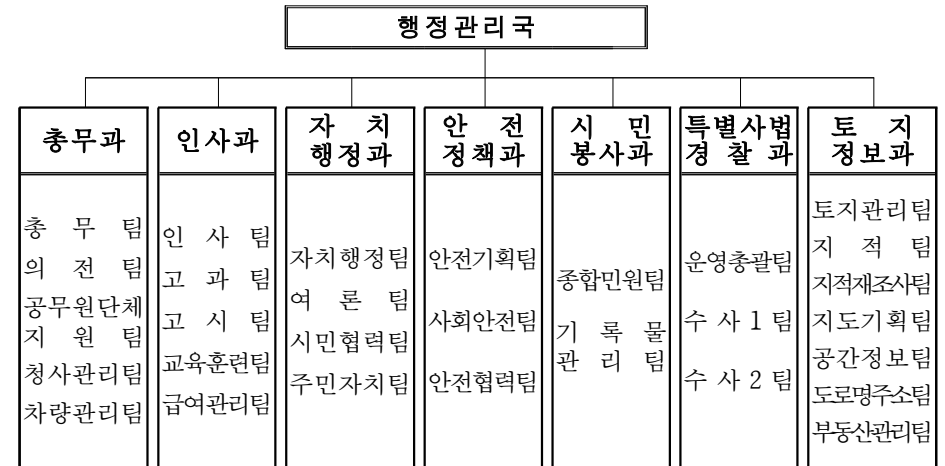 행정관리국
총무과
총 무 팀
의 전 팀
공무원단체
지 원 팀
청사관리팀
차량관리팀
인사과
인 사 팀
고 과 팀
고 시 팀
교육훈련팀
급여관리팀
자 치
행정과
자치행정팀
여 론 팀
시민협력팀
주민자치팀
안 전
정책과
안전기획팀
사회안전팀
안전협력팀
시 민
봉사과
종합민원팀
기 록 물
관 리 팀
특별사법
경 찰 과
운영총괄팀
수 사 1 팀
수 사 2 팀
토 지
정보과
토지관리팀
지 적 팀
지적재조사팀
지도기획팀
공간정보팀
도로명주소팀
부동산관리팀